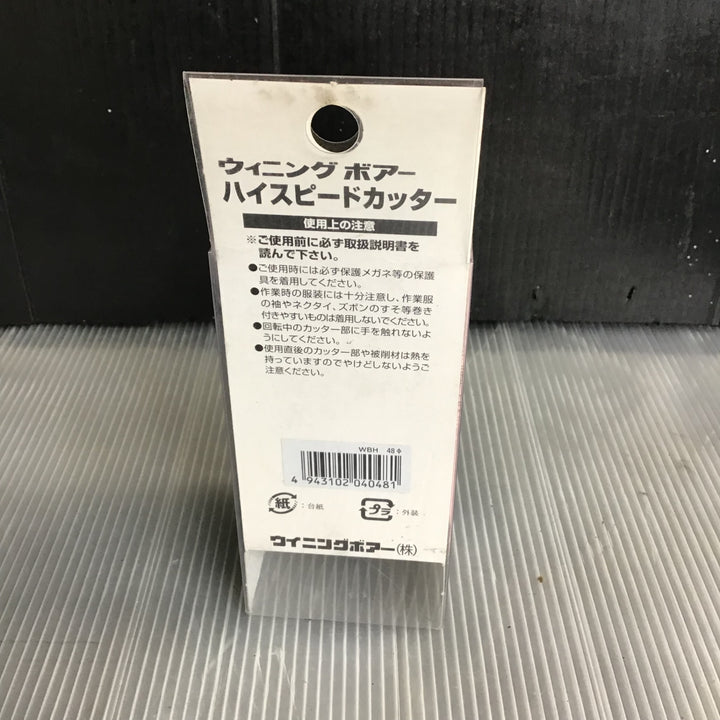 ウィニング ボアー
ハイスピードカッター
使用上の注意
※ご使用前に必ず取扱説明書を
読んで下さい。
●ご使用時には必ず保護メガネ等の保護
具を着用してください。
●作業時の服装には十分注意し、作業服
の袖やネクタイ、ズボンのすそ等巻き
付きやすいものは着用しないでください。
●回転中のカッター部に手を触れないよ
うにしてください。
●使用直後のカッター部や被削材は熱を
持っていますのでやけどしないようご
注意ください。
WBH 48Φ
4 943102 040481
紙 :台紙 プラ :外装
ウイニングボアー(株)